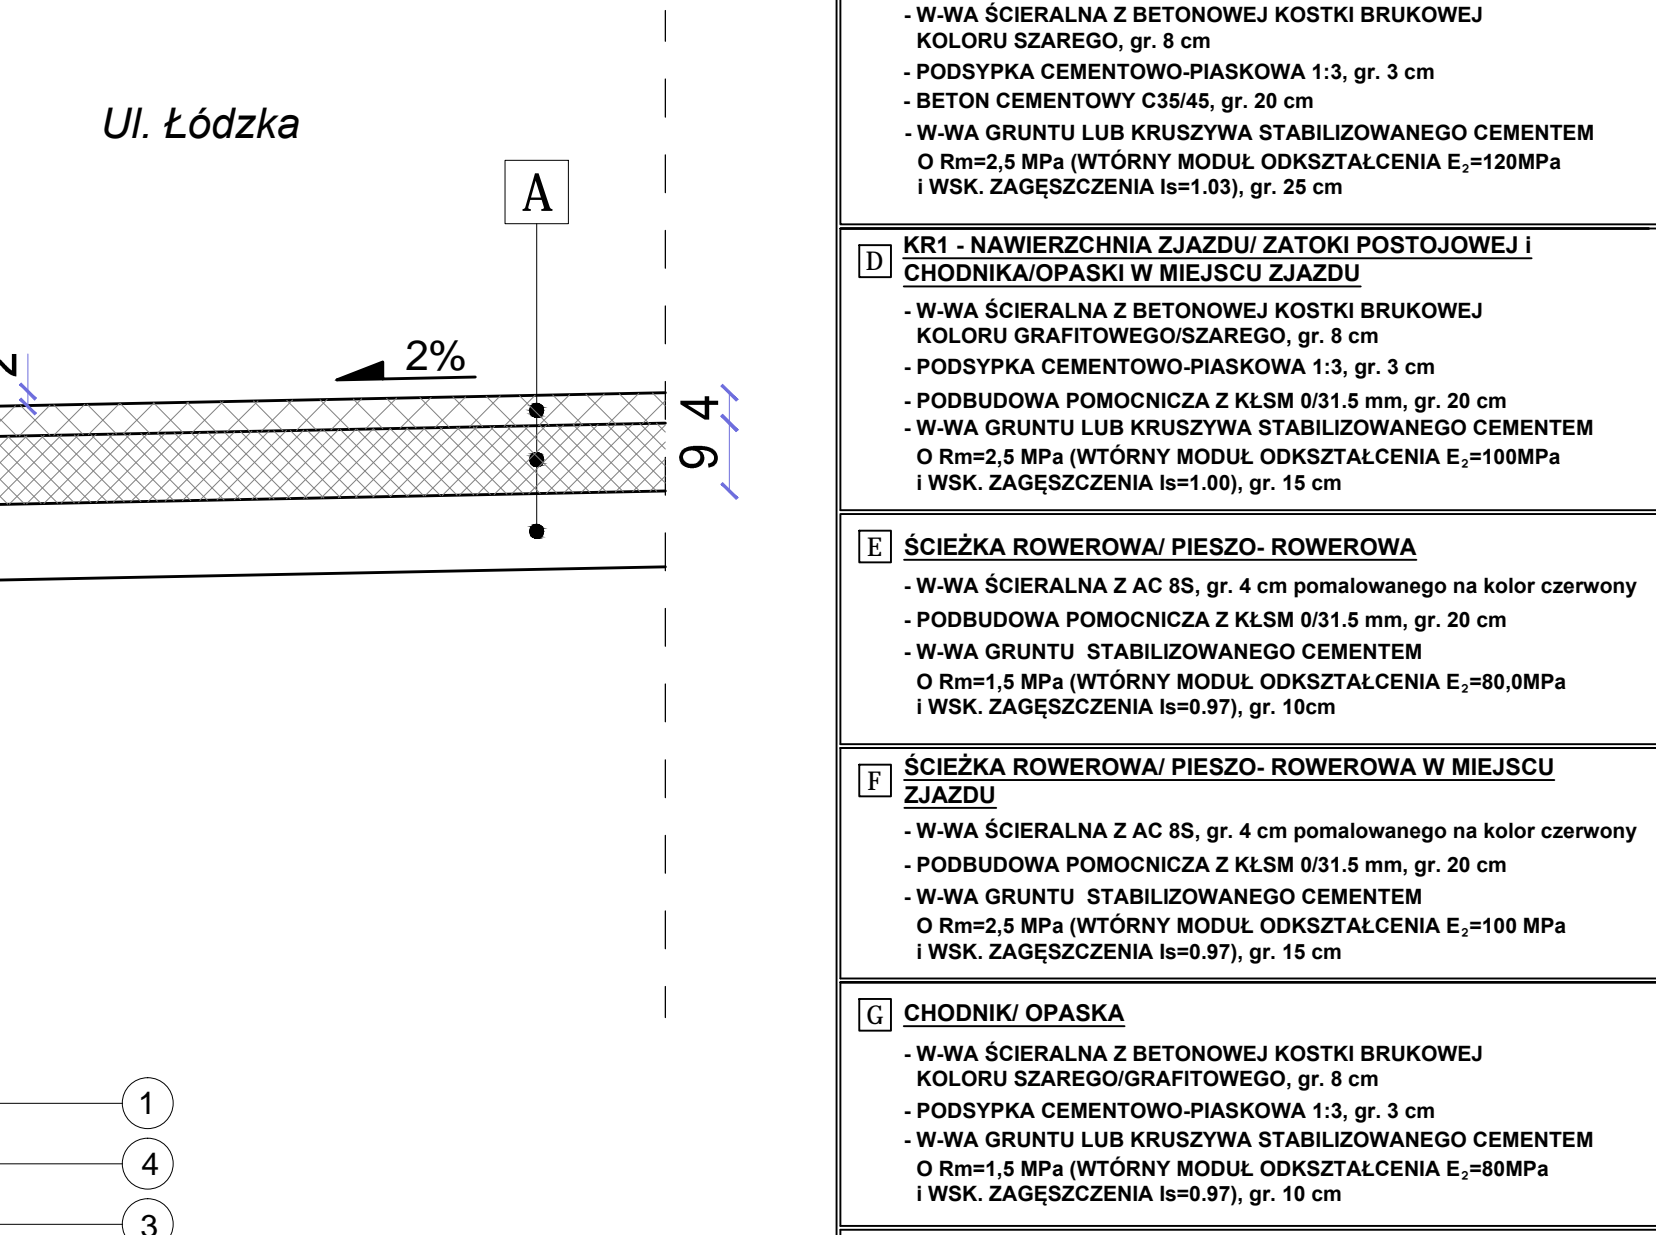 Ul. Łódzka
A
2%
2
4
9
1
4
3
- W-WA ŚCIERALNA Z BETONOWEJ KOSTKI BRUKOWEJ
KOLORU SZAREGO, gr. 8 cm
- PODSYPKA CEMENTOWO-PIASKOWA 1:3, gr. 3 cm
- BETON CEMENTOWY C35/45, gr. 20 cm
- W-WA GRUNTU LUB KRUSZYWA STABILIZOWANEGO CEMENTEM
O Rm=2,5 MPa (WTÓRNY MODUŁ ODKSZTAŁCENIA E₂=120MPa
i WSK. ZAGĘSZCZENIA Is=1.03), gr. 25 cm
D KR1 - NAWIERZCHNIA ZJAZDU/ ZATOKI POSTOJOWEJ i
CHODNIKA/OPASKI W MIEJSCU ZJAZDU
- W-WA ŚCIERALNA Z BETONOWEJ KOSTKI BRUKOWEJ
KOLORU GRAFITOWEGO/SZAREGO, gr. 8 cm
- PODSYPKA CEMENTOWO-PIASKOWA 1:3, gr. 3 cm
- PODBUDOWA POMOCNICZA Z KŁSM 0/31.5 mm, gr. 20 cm
- W-WA GRUNTU LUB KRUSZYWA STABILIZOWANEGO CEMENTEM
O Rm=2,5 MPa (WTÓRNY MODUŁ ODKSZTAŁCENIA E₂=100MPa
i WSK. ZAGĘSZCZENIA Is=1.00), gr. 15 cm
E ŚCIEŻKA ROWEROWA/ PIESZO- ROWEROWA
- W-WA ŚCIERALNA Z AC 8S, gr. 4 cm pomalowanego na kolor czerwony
- PODBUDOWA POMOCNICZA Z KŁSM 0/31.5 mm, gr. 20 cm
- W-WA GRUNTU STABILIZOWANEGO CEMENTEM
O Rm=1,5 MPa (WTÓRNY MODUŁ ODKSZTAŁCENIA E₂=80,0MPa
i WSK. ZAGĘSZCZENIA Is=0.97), gr. 10cm
F ŚCIEŻKA ROWEROWA/ PIESZO- ROWEROWA W MIEJSCU
ZJAZDU
- W-WA ŚCIERALNA Z AC 8S, gr. 4 cm pomalowanego na kolor czerwony
- PODBUDOWA POMOCNICZA Z KŁSM 0/31.5 mm, gr. 20 cm
- W-WA GRUNTU STABILIZOWANEGO CEMENTEM
O Rm=2,5 MPa (WTÓRNY MODUŁ ODKSZTAŁCENIA E₂=100 MPa
i WSK. ZAGĘSZCZENIA Is=0.97), gr. 15 cm
G CHODNIK/ OPASKA
- W-WA ŚCIERALNA Z BETONOWEJ KOSTKI BRUKOWEJ
KOLORU SZAREGO/GRAFITOWEGO, gr. 8 cm
- PODSYPKA CEMENTOWO-PIASKOWA 1:3, gr. 3 cm
- W-WA GRUNTU LUB KRUSZYWA STABILIZOWANEGO CEMENTEM
O Rm=1,5 MPa (WTÓRNY MODUŁ ODKSZTAŁCENIA E₂=80MPa
i WSK. ZAGĘSZCZENIA Is=0.97), gr. 10 cm